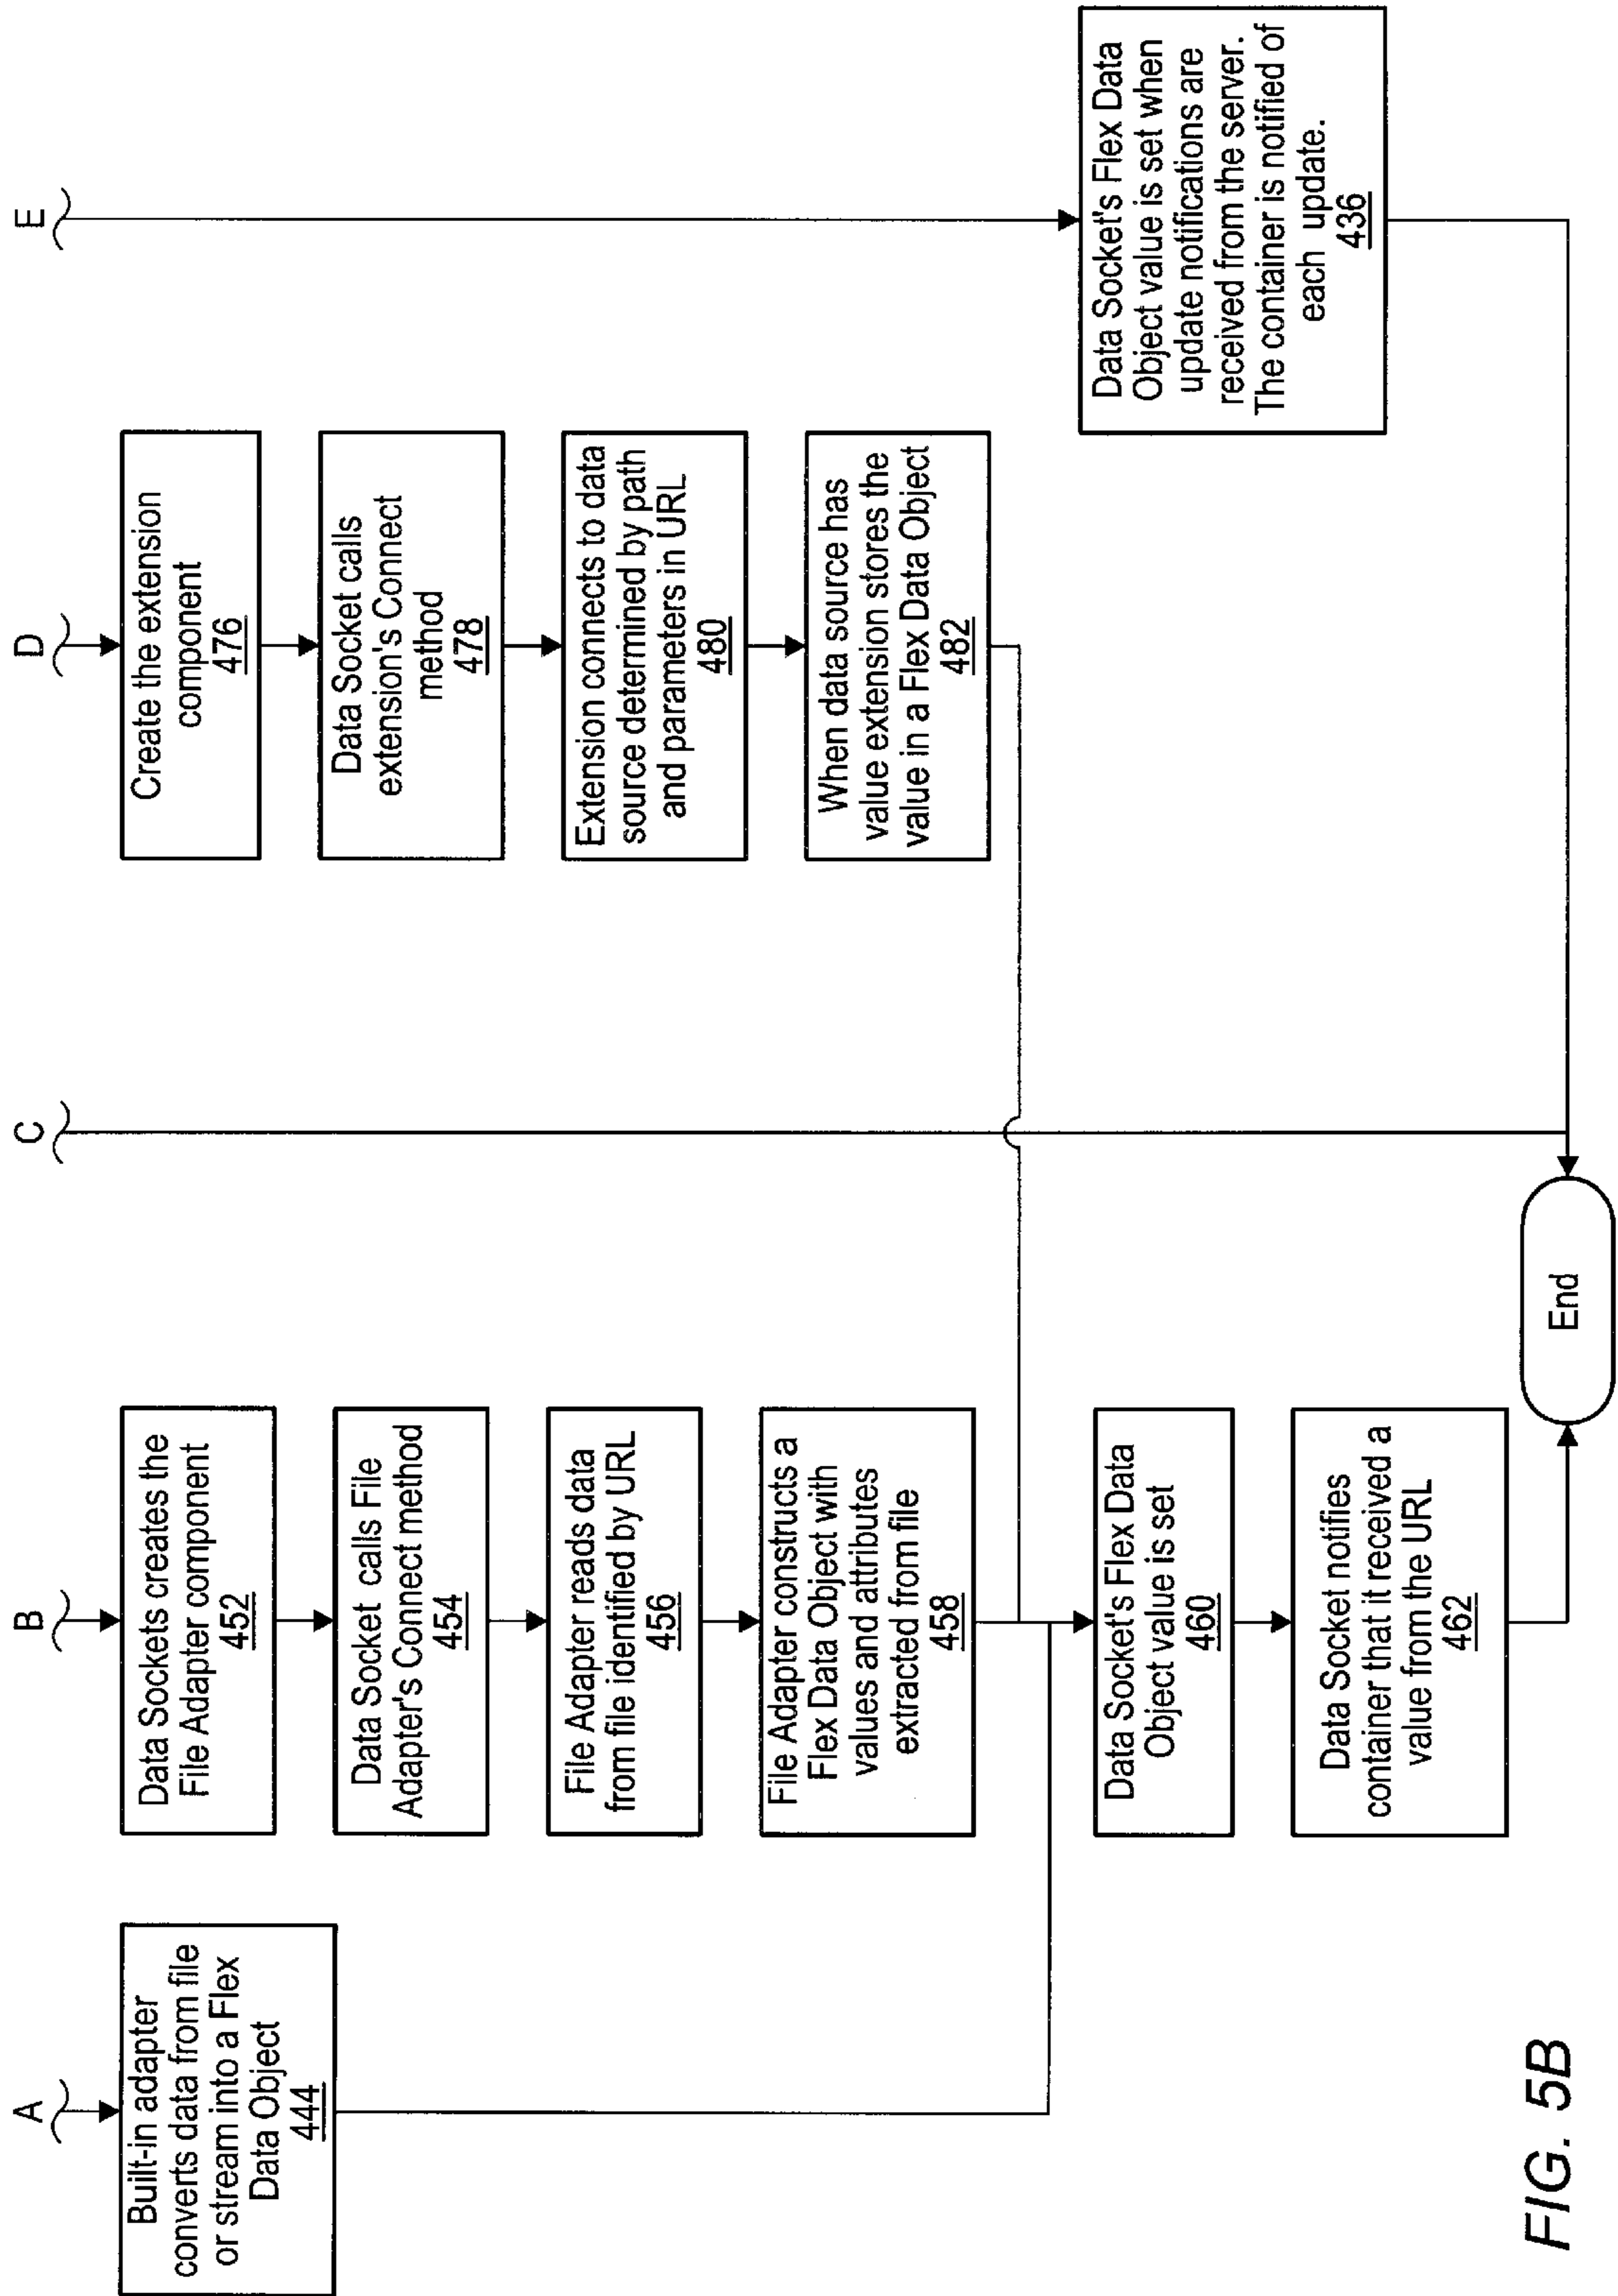 A
Built-in adapter
converts data from file
or stream into a Flex
Data Object
444
B
Data Sockets creates the
File Adapter component
452
Data Socket calls File
Adapter's Connect method
454
File Adapter reads data
from file identified by URL
456
File Adapter constructs a
Flex Data Object with
values and attributes
extracted from file
458
Data Socket's Flex Data
Object value is set
460
Data Socket notifies
container that it received a
value from the URL
462
C
End
D
Create the extension
component
476
Data Socket calls
extension's Connect
method
478
Extension connects to data
source determined by path
and parameters in URL
480
When data source has
value extension stores the
value in a Flex Data Object
482
E
Data Socket's Flex Data
Object value is set when
update notifications are
received from the server.
The container is notified of
each update.
436
FIG. 5B